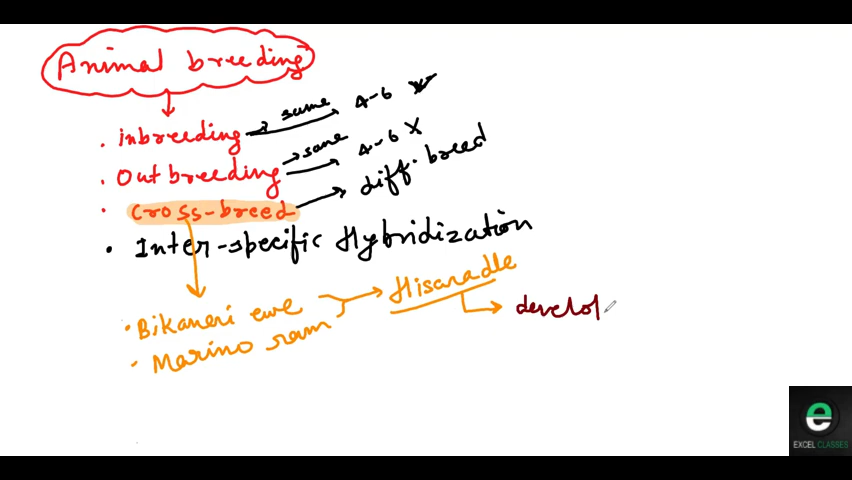 Animal breeding
. inbreeding → same 4-6
. Out breeding → same 4-6 X
. Cross-breed → diff. breed
. Inter-specific Hybridization
. Bikaneri ewe
. Marino ram
Hisaradle
develop
EXCEL CLASSES